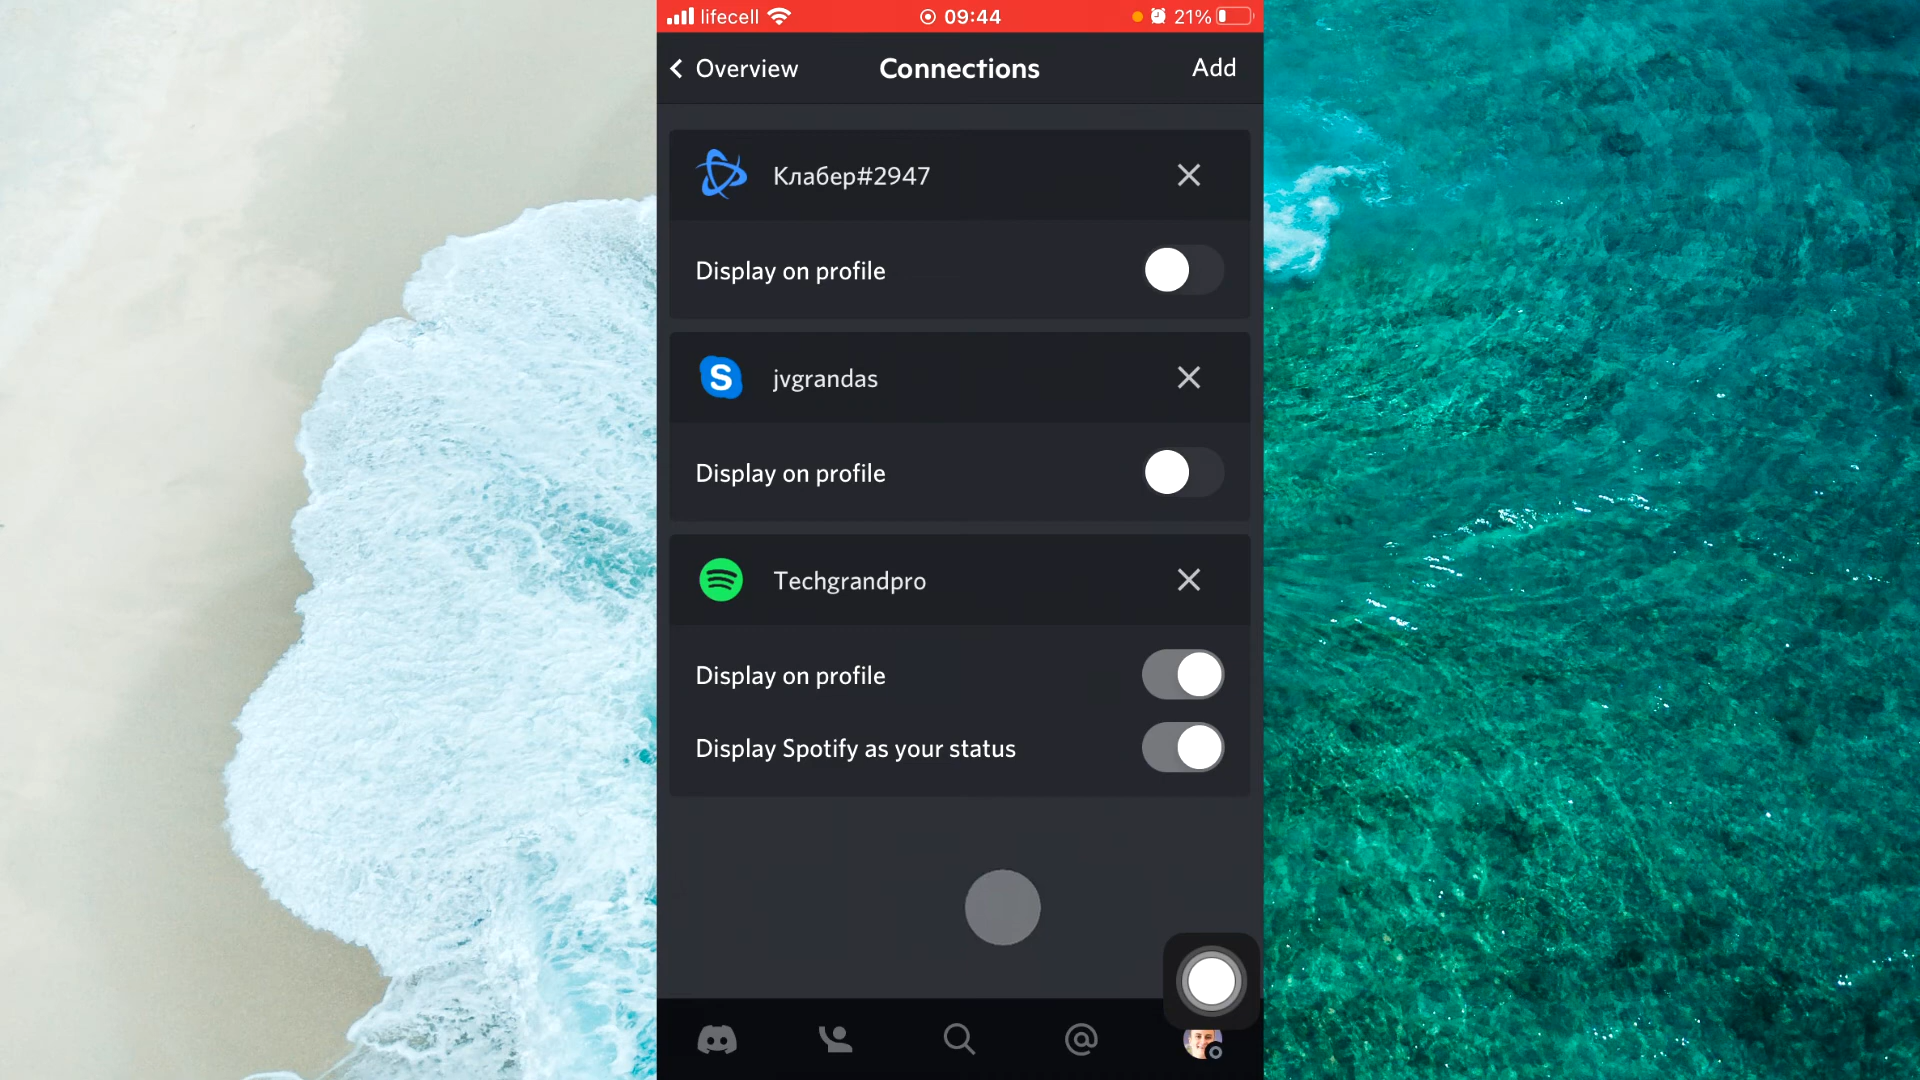 lifecell 09:44 21%
Overview Connections Add
Клабер#2947
Display on profile
S jvgrandas
Display on profile
Techgrandpro
Display on profile
Display Spotify as your status